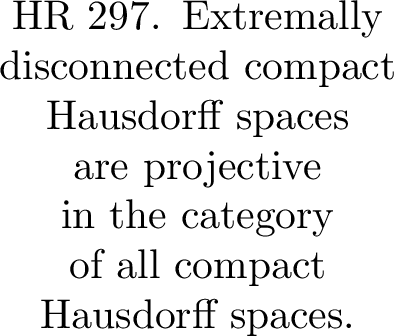 HR 297. Extremally
disconnected compact
Hausdorff spaces
are projective
in the category
of all compact
Hausdorff spaces.